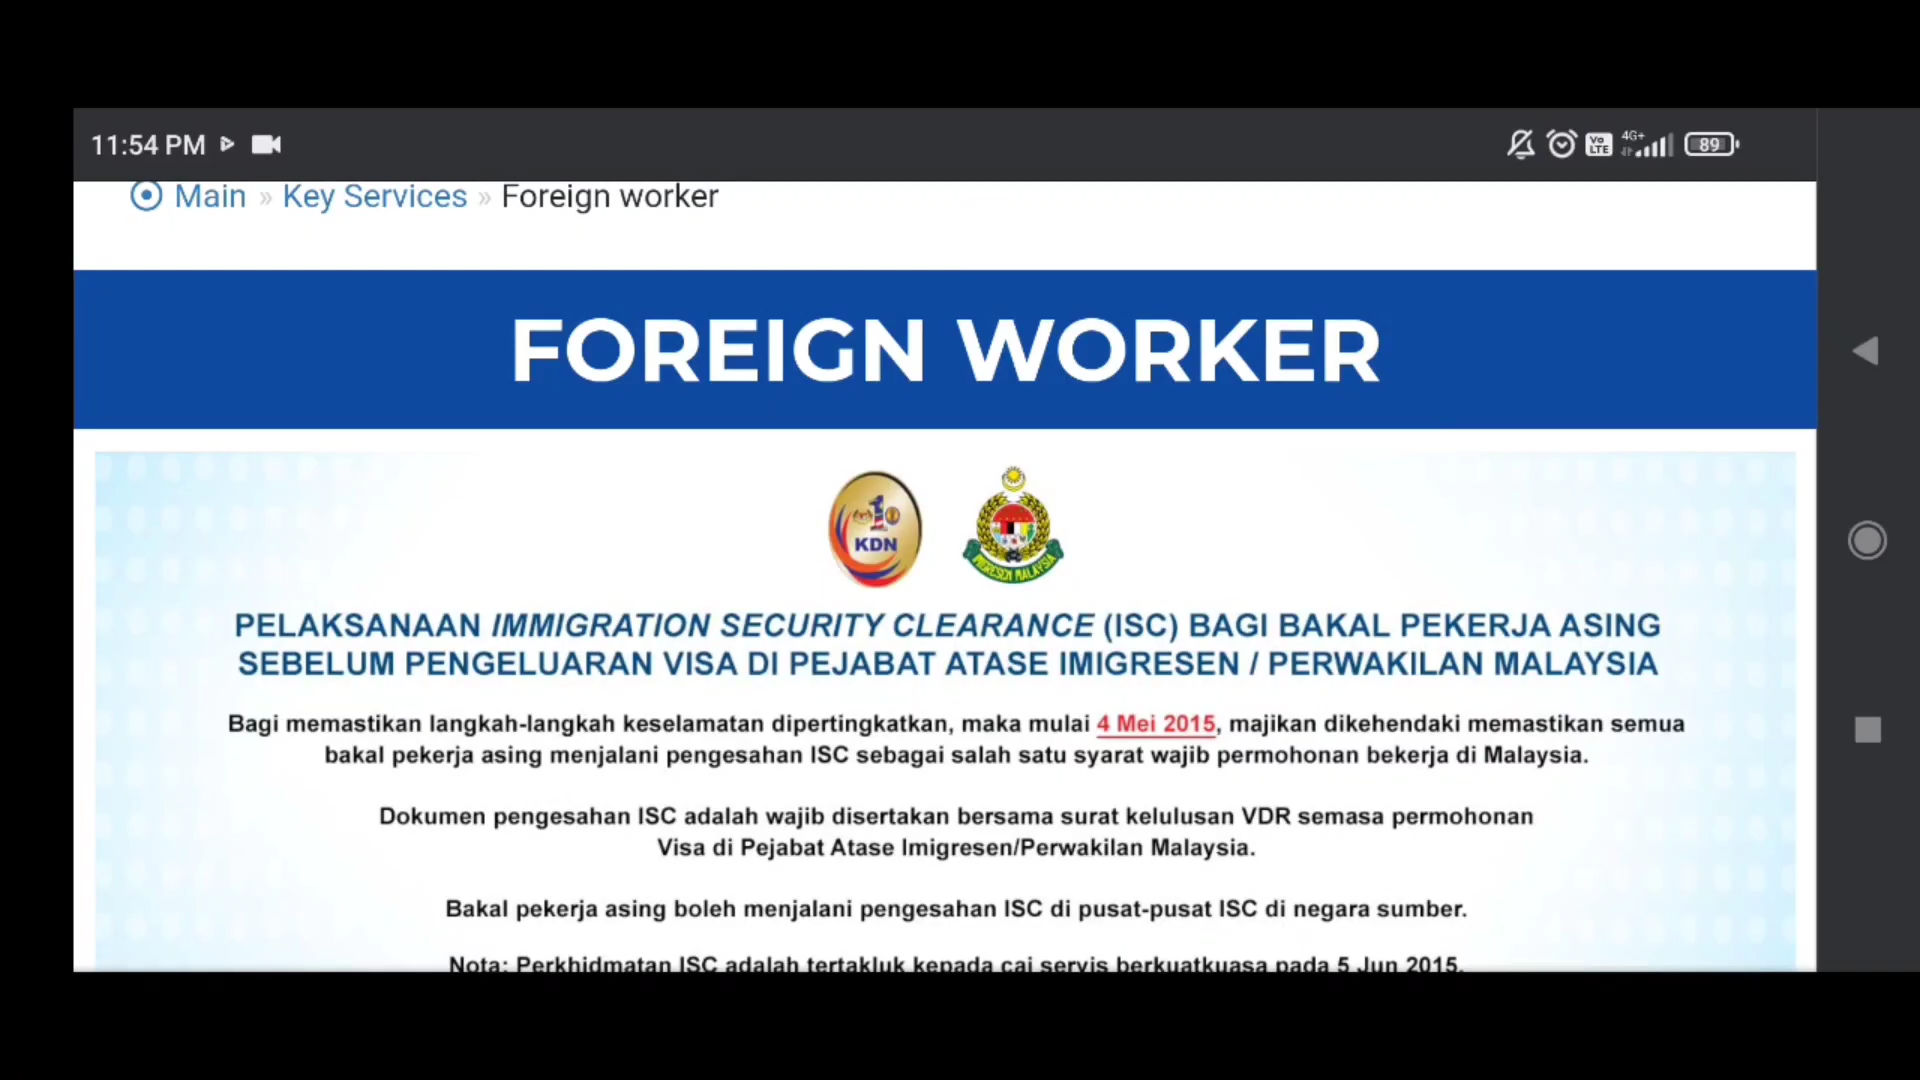 11:54 PM
4G+
Vo
LTE
89
Main » Key Services » Foreign worker
FOREIGN WORKER
1
KDN
IMIGRESEN MALAYSIA
PELAKSANAAN IMMIGRATION SECURITY CLEARANCE (ISC) BAGI BAKAL PEKERJA ASING
SEBELUM PENGELUARAN VISA DI PEJABAT ATASE IMIGRESEN / PERWAKILAN MALAYSIA
Bagi memastikan langkah-langkah keselamatan dipertingkatkan, maka mulai 4 Mei 2015, majikan dikehendaki memastikan semua
bakal pekerja asing menjalani pengesahan ISC sebagai salah satu syarat wajib permohonan bekerja di Malaysia.
Dokumen pengesahan ISC adalah wajib disertakan bersama surat kelulusan VDR semasa permohonan
Visa di Pejabat Atase Imigresen/Perwakilan Malaysia.
Bakal pekerja asing boleh menjalani pengesahan ISC di pusat-pusat ISC di negara sumber.
Nota: Perkhidmatan ISC adalah tertakluk kepada caj servis berkuatkuasa pada 5 Jun 2015.